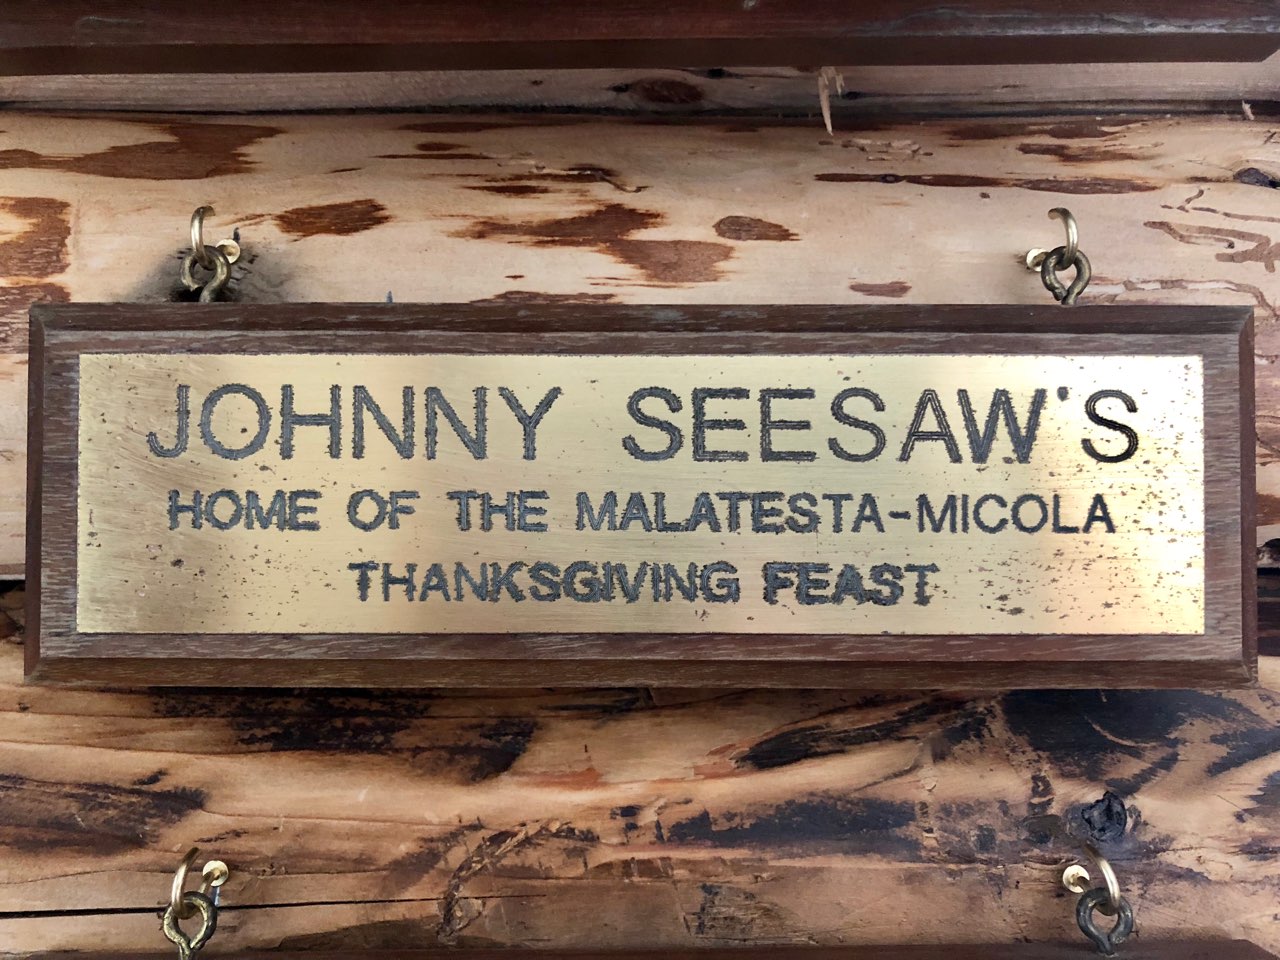 JOHNNY SEESAW'S
HOME OF THE MALATESTA-MICOLA
THANKSGIVING FEAST